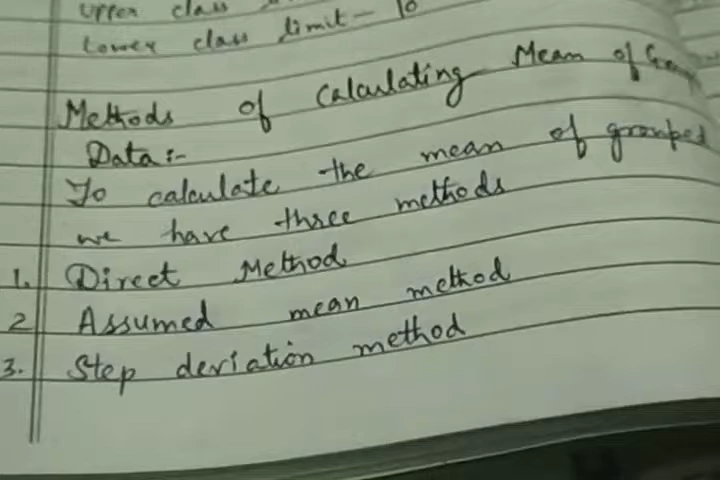 Upper class
Lower class limit - 10
Methods of Calculating Mean of
Data :-
To calculate the mean of grouped
we have three methods
1. Direct Method
2 Assumed mean method
3. Step deviation method